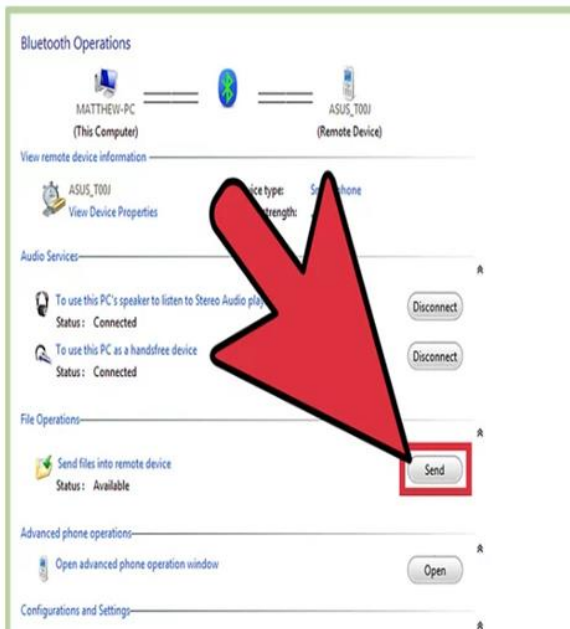 Bluetooth Operations
MATTHEW-PC
(This Computer)
ASUS_T00J
(Remote Device)
View remote device information
ASUS_T00J
View Device Properties
ice type:
trength:
Audio Services
To use this PC's speaker to listen to Stereo Audio play
Status : Connected
Disconnect
To use this PC as a handsfree device
Status : Connected
Disconnect
File Operations
Send files into remote device
Status : Available
Send
Advanced phone operations
Open advanced phone operation window
Open
Configurations and Settings